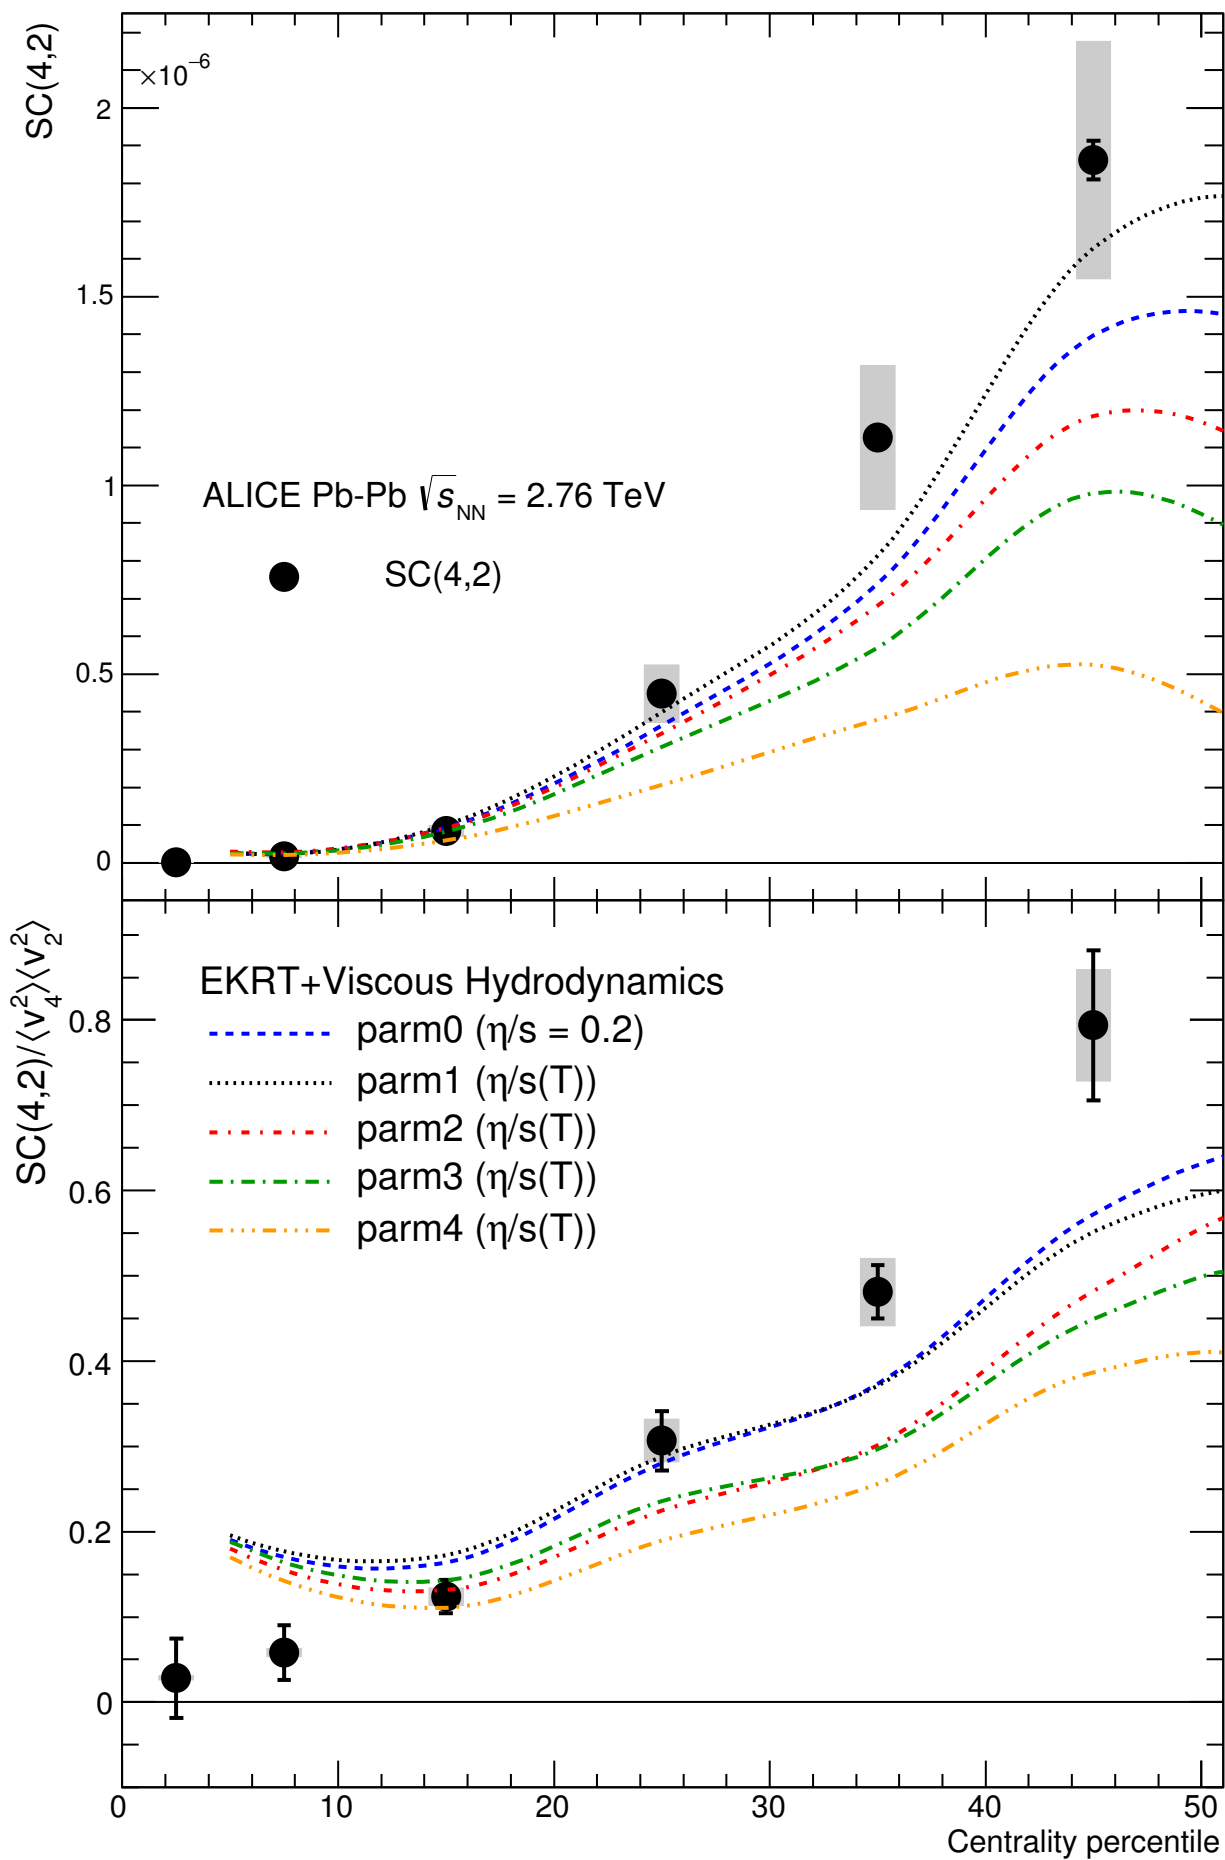 SC(4,2)
×10⁻⁶
2
1.5
1
0.5
0
ALICE Pb-Pb √s_NN = 2.76 TeV
SC(4,2)
SC(4,2)/⟨v₄²⟩⟨v₂²⟩
0.8
0.6
0.4
0.2
0
EKRT+Viscous Hydrodynamics
parm0 (η/s = 0.2)
parm1 (η/s(T))
parm2 (η/s(T))
parm3 (η/s(T))
parm4 (η/s(T))
0 10 20 30 40 50
Centrality percentile